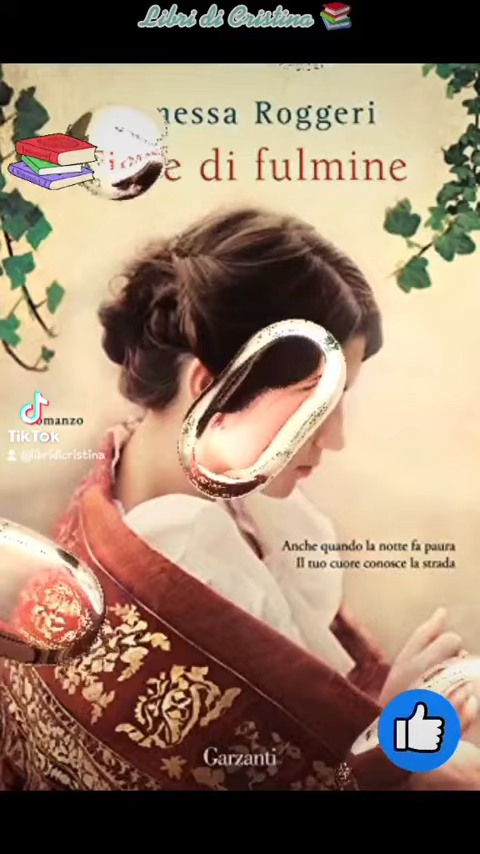 Libri di Cristina
nessa Roggeri
e di fulmine
omanzo
TikTok
@libridicristina
Anche quando la notte fa paura
Il tuo cuore conosce la strada
Garzanti